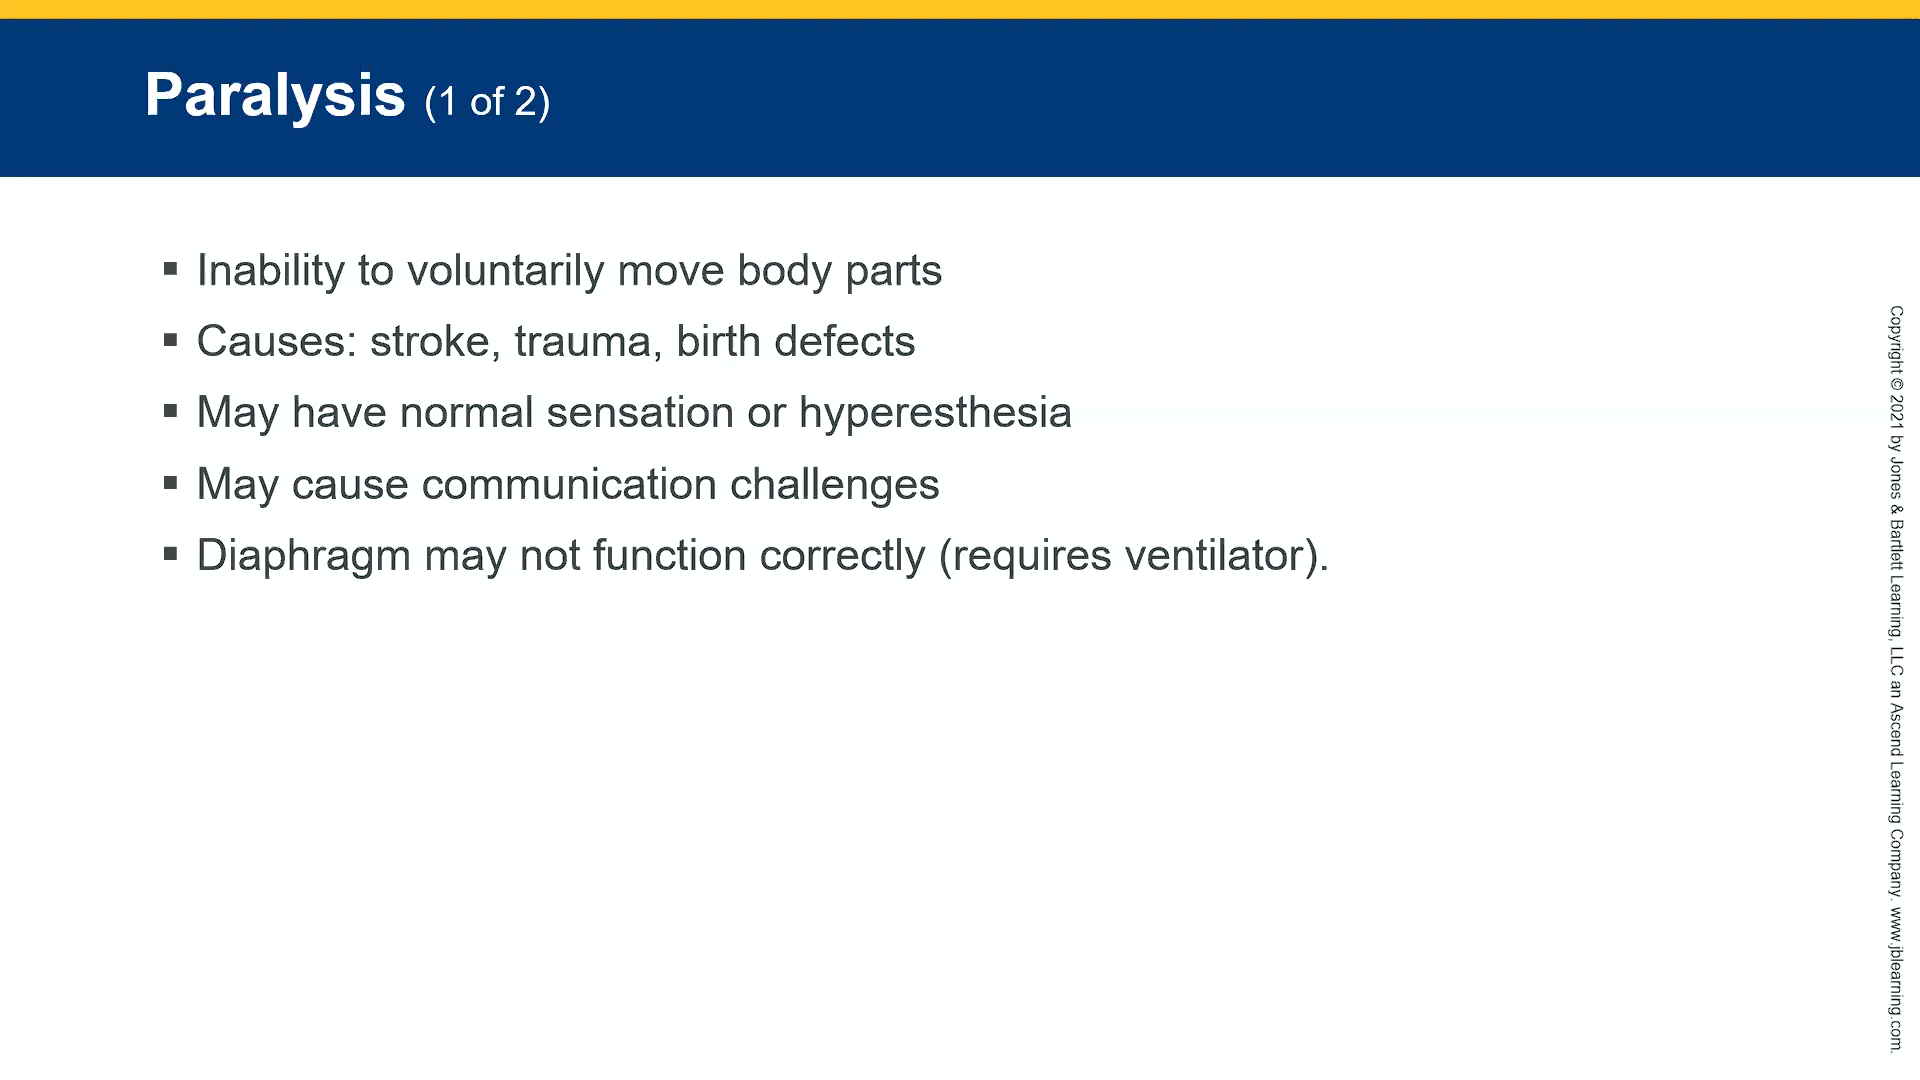 Paralysis (1 of 2)
▪ Inability to voluntarily move body parts
▪ Causes: stroke, trauma, birth defects
▪ May have normal sensation or hyperesthesia
▪ May cause communication challenges
▪ Diaphragm may not function correctly (requires ventilator).
Copyright © 2021 by Jones & Bartlett Learning, LLC an Ascend Learning Company. www.jblearning.com.